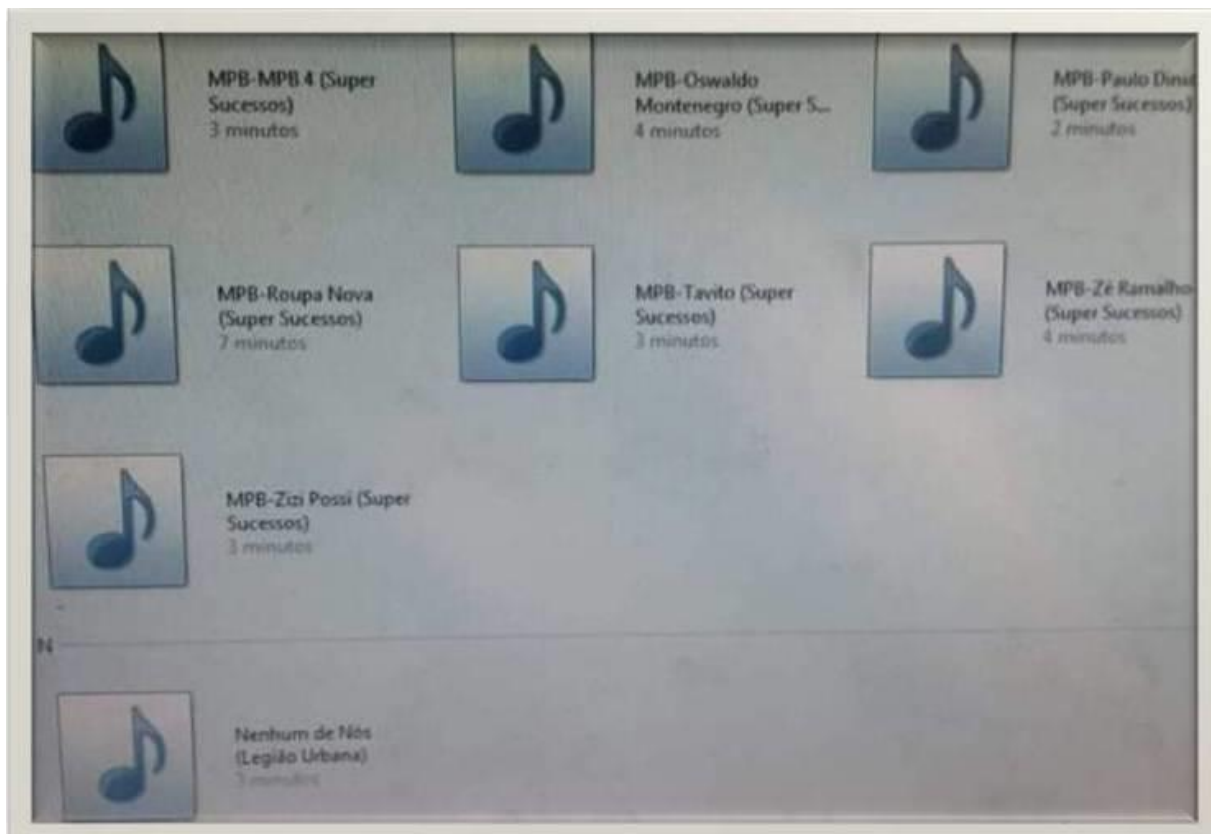 MPB-MPB 4 (Super
Sucessos)
3 minutos
MPB-Oswaldo
Montenegro (Super S...
4 minutos
MPB-Paulo
(Super Sucessos)
2 minutos
MPB-Roupa Nova
(Super Sucessos)
7 minutos
MPB-Tavito (Super
Sucessos)
3 minutos
MPB-Zé Ramalho
(Super Sucessos)
4 minutos
MPB-Zizi Possi (Super
Sucessos)
3 minutos
N
Nenhum de Nós
(Legião Urbana)
3 minutos